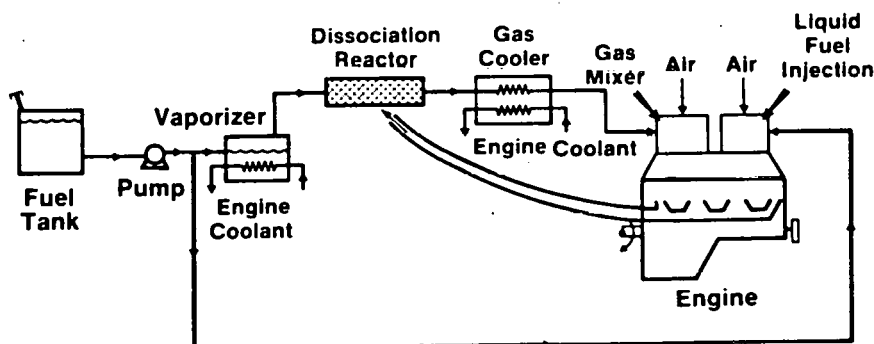 Dissociation
Reactor
Gas
Cooler
Gas
Mixer
Air
Air
Liquid
Fuel
Injection
Vaporizer
Engine Coolant
Fuel
Tank
Pump
Engine
Coolant
Engine